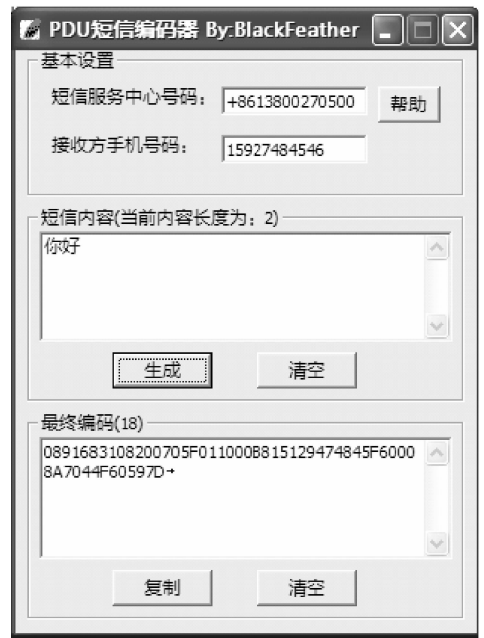 PDU短信编码器 By:BlackFeather
基本设置
短信服务中心号码: +8613800270500 帮助
接收方手机号码: 15927484546
短信内容(当前内容长度为: 2)
你好
生成 清空
最终编码(18)
0891683108200705F011000B815129474845F6000
8A7044F60597D→
复制 清空